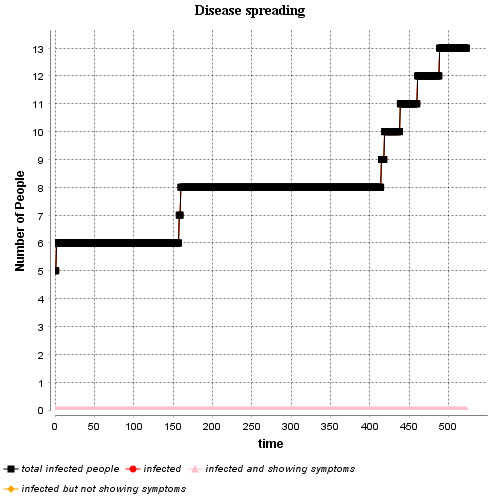 Disease spreading
Number of People
13
12
11
10
9
8
7
6
5
4
3
2
1
0
0 50 100 150 200 250 300 350 400 450 500
time
total infected people infected infected and showing symptoms
infected but not showing symptoms